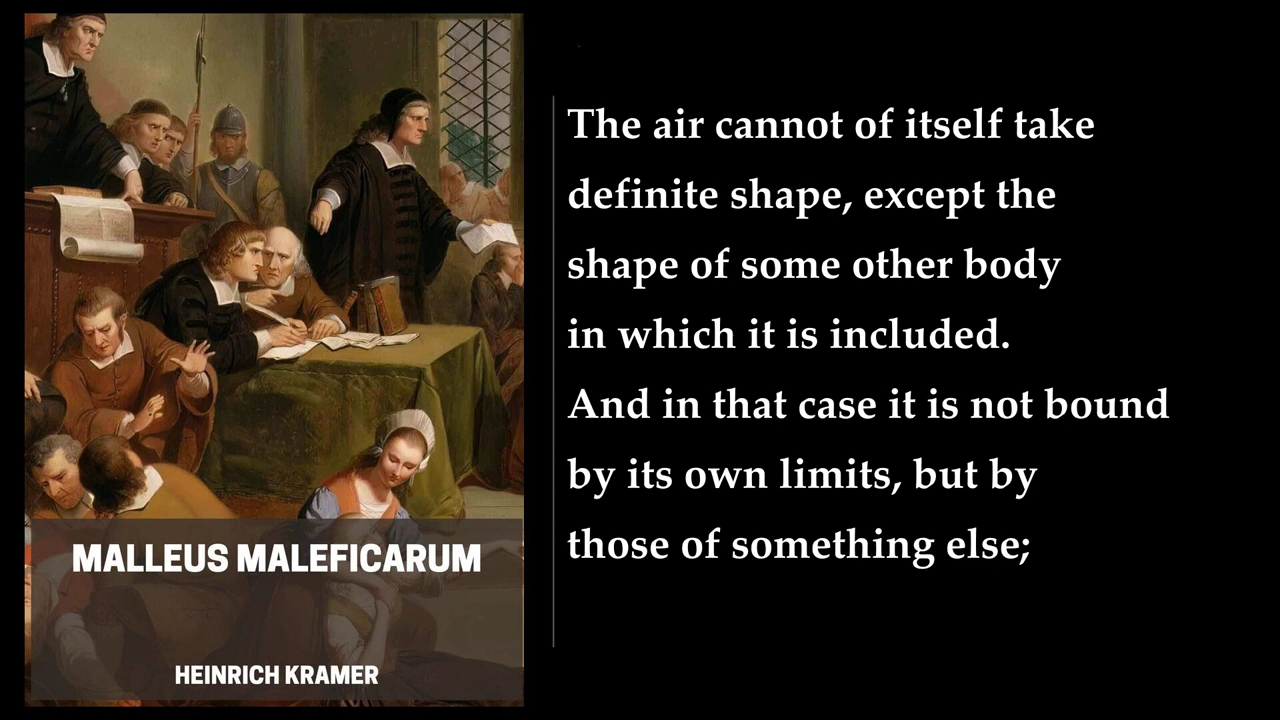 MALLEUS MALEFICARUM
HEINRICH KRAMER
The air cannot of itself take
definite shape, except the
shape of some other body
in which it is included.
And in that case it is not bound
by its own limits, but by
those of something else;